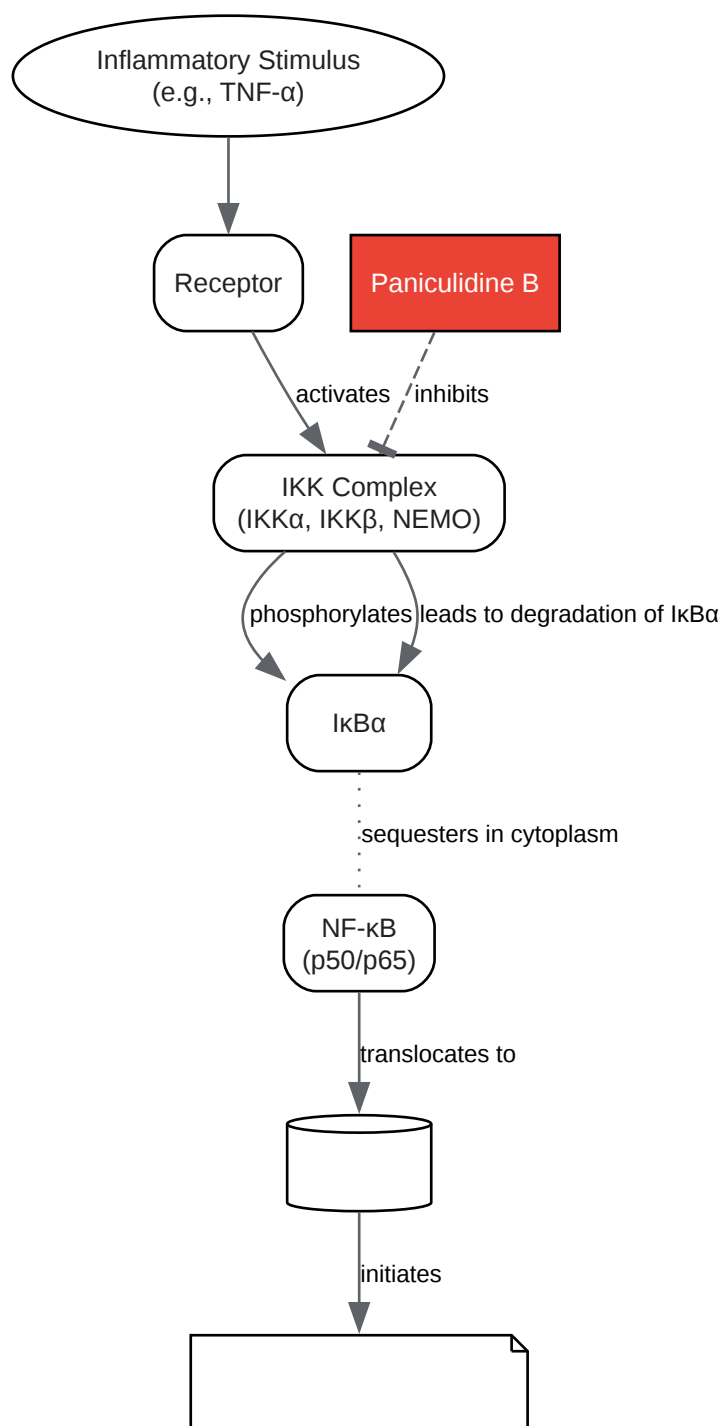 Inflammatory Stimulus
(e.g., TNF-α)
Receptor
Paniculidine B
activates
inhibits
IKK Complex
(IKKα, IKKβ, NEMO)
phosphorylates
leads to degradation of IκBα
IκBα
sequesters in cytoplasm
NF-κB
(p50/p65)
translocates to
initiates